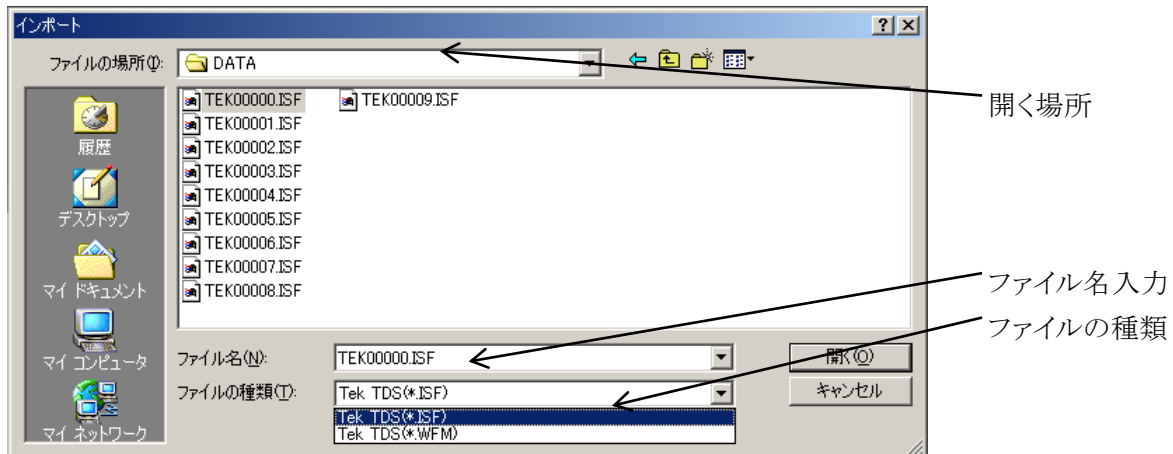 インポート
ファイルの場所(I):
DATA
開く場所
TEK00000.ISF
TEK00001.ISF
TEK00002.ISF
TEK00003.ISF
TEK00004.ISF
TEK00005.ISF
TEK00006.ISF
TEK00007.ISF
TEK00008.ISF
TEK00009.ISF
履歴
デスクトップ
マイ ドキュメント
マイ コンピュータ
マイ ネットワーク
ファイル名入力
ファイルの種類
ファイル名(N):
TEK00000.ISF
開く(O)
ファイルの種類(T):
Tek TDS(*.ISF)
キャンセル
Tek TDS(*.ISF)
Tek TDS(*.WFM)